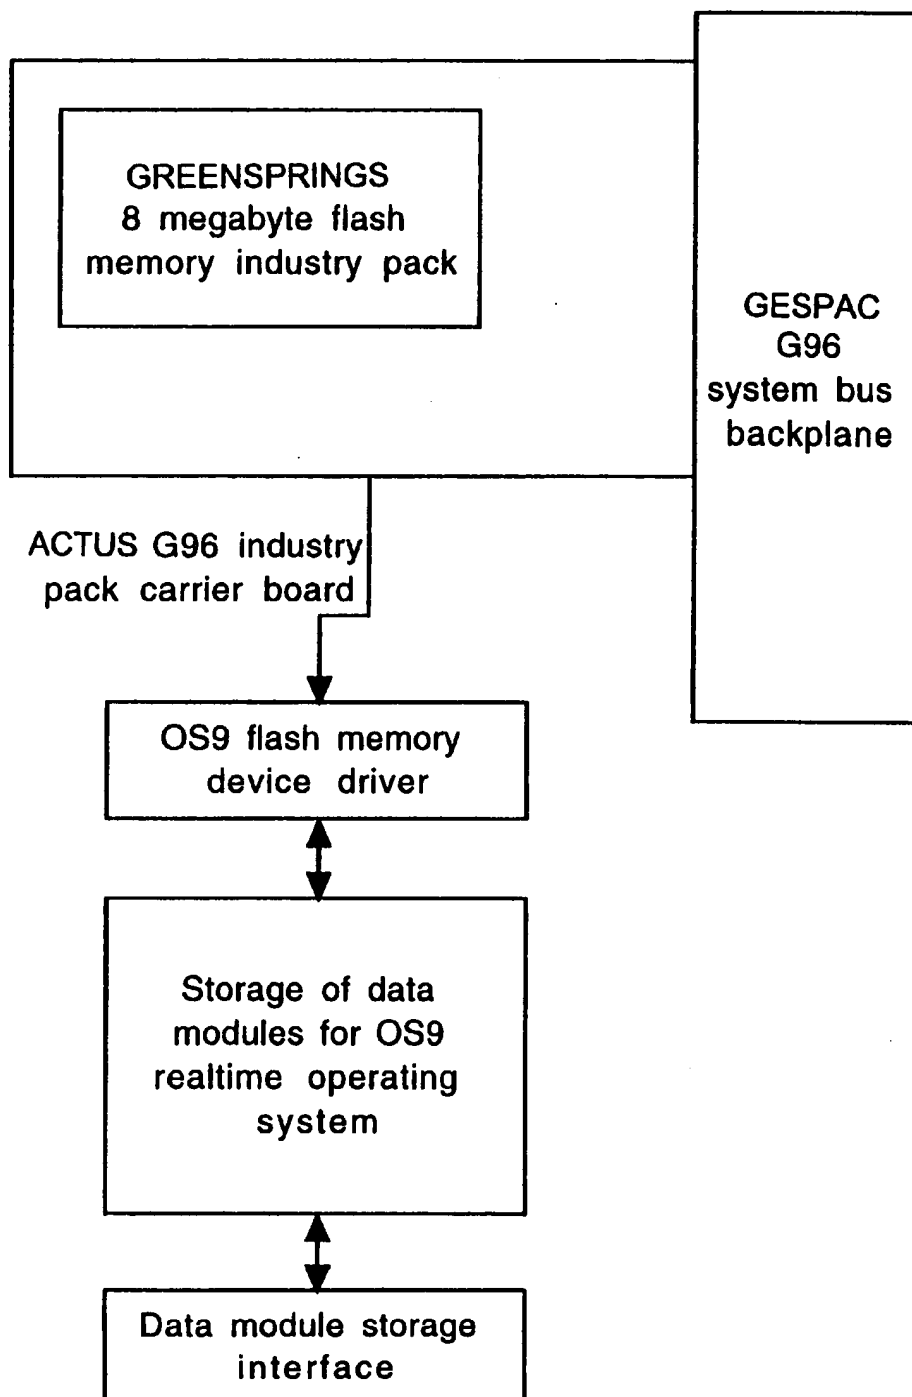 GREENSPRINGS
8 megabyte flash
memory industry pack
GESPAC
G96
system bus
backplane
ACTUS G96 industry
pack carrier board
OS9 flash memory
device driver
Storage of data
modules for OS9
realtime operating
system
Data module storage
interface